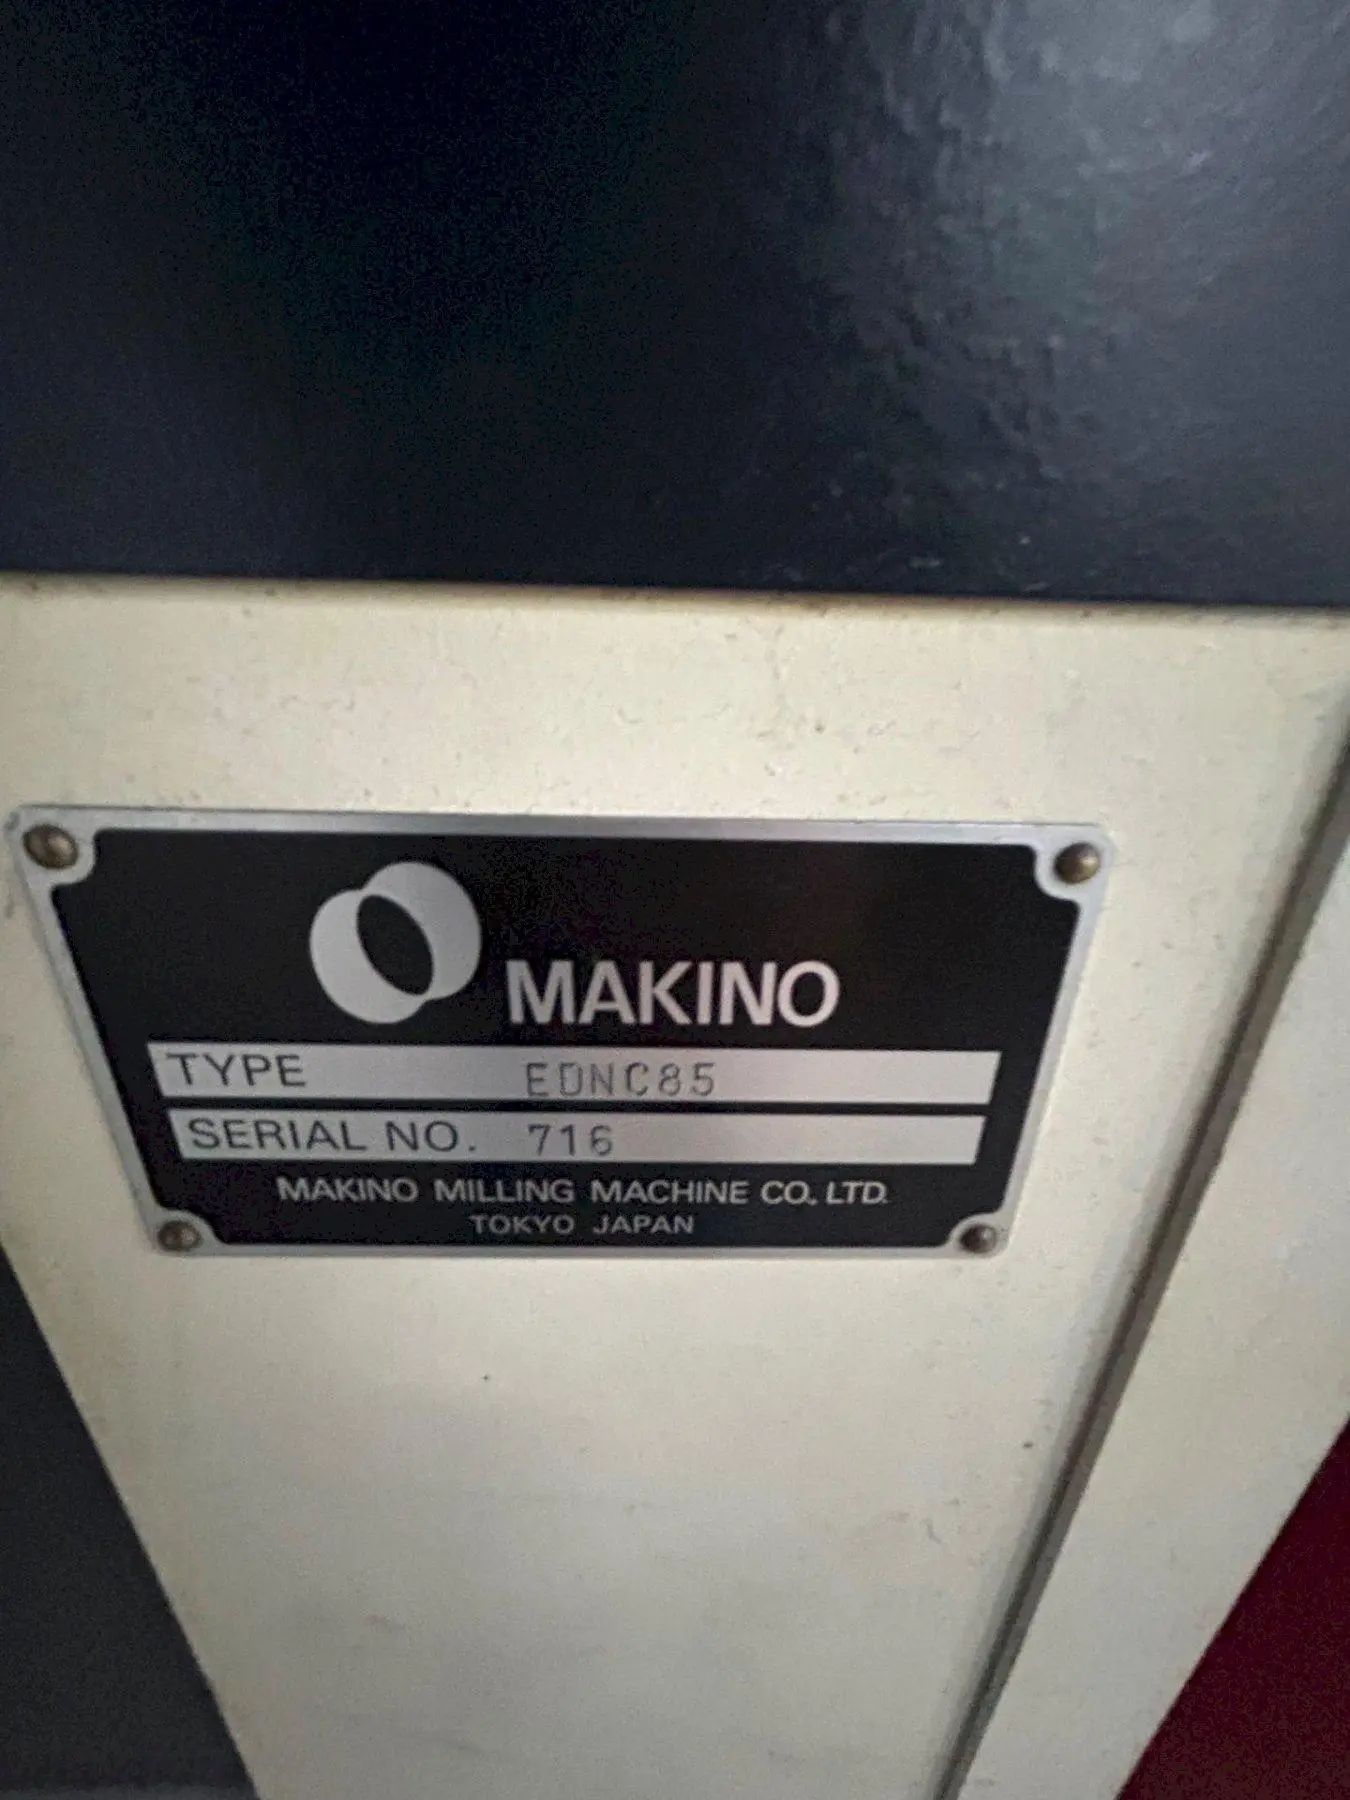 MAKINO
TYPE EDNC85
SERIAL NO. 716
MAKINO MILLING MACHINE CO., LTD.
TOKYO JAPAN